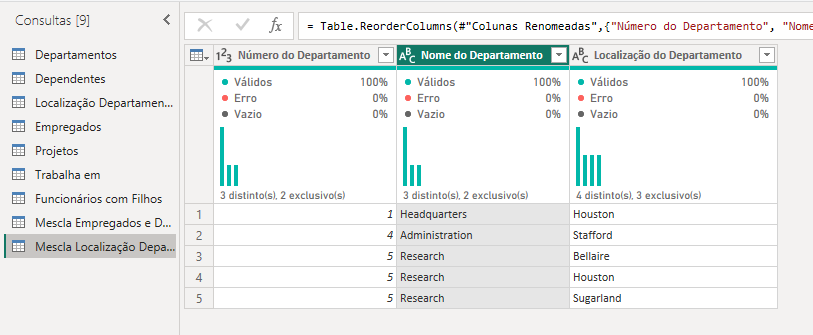 Consultas [9]
Departamentos
Dependentes
Localização Departamen...
Empregados
Projetos
Trabalha em
Funcionários com Filhos
Mescla Empregados e D...
Mescla Localização Depa...
fx = Table.ReorderColumns(#"Colunas Renomeadas",{"Número do Departamento", "Nome
1²3 Número do Departamento ABC Nome do Departamento ABC Localização do Departamento
Válidos 100% Válidos 100% Válidos 100%
Erro 0% Erro 0% Erro 0%
Vazio 0% Vazio 0% Vazio 0%
3 distinto(s), 2 exclusivo(s) 3 distinto(s), 2 exclusivo(s) 4 distinto(s), 3 exclusivo(s)
1 1 Headquarters Houston
2 4 Administration Stafford
3 5 Research Bellaire
4 5 Research Houston
5 5 Research Sugarland